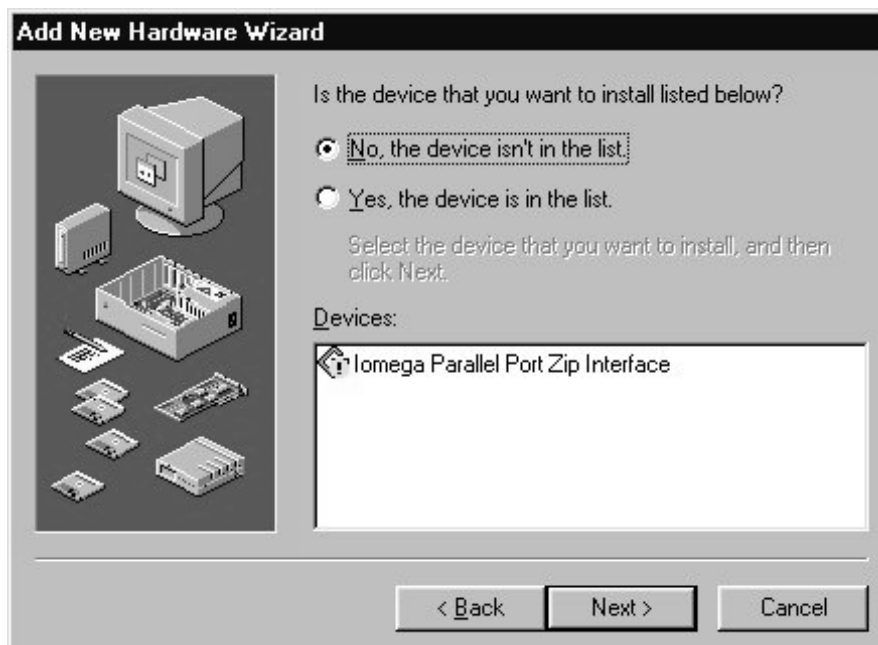 Add New Hardware Wizard
Is the device that you want to install listed below?
No, the device isn't in the list.
Yes, the device is in the list.
Select the device that you want to install, and then
click Next.
Devices:
Iomega Parallel Port Zip Interface
< Back
Next >
Cancel